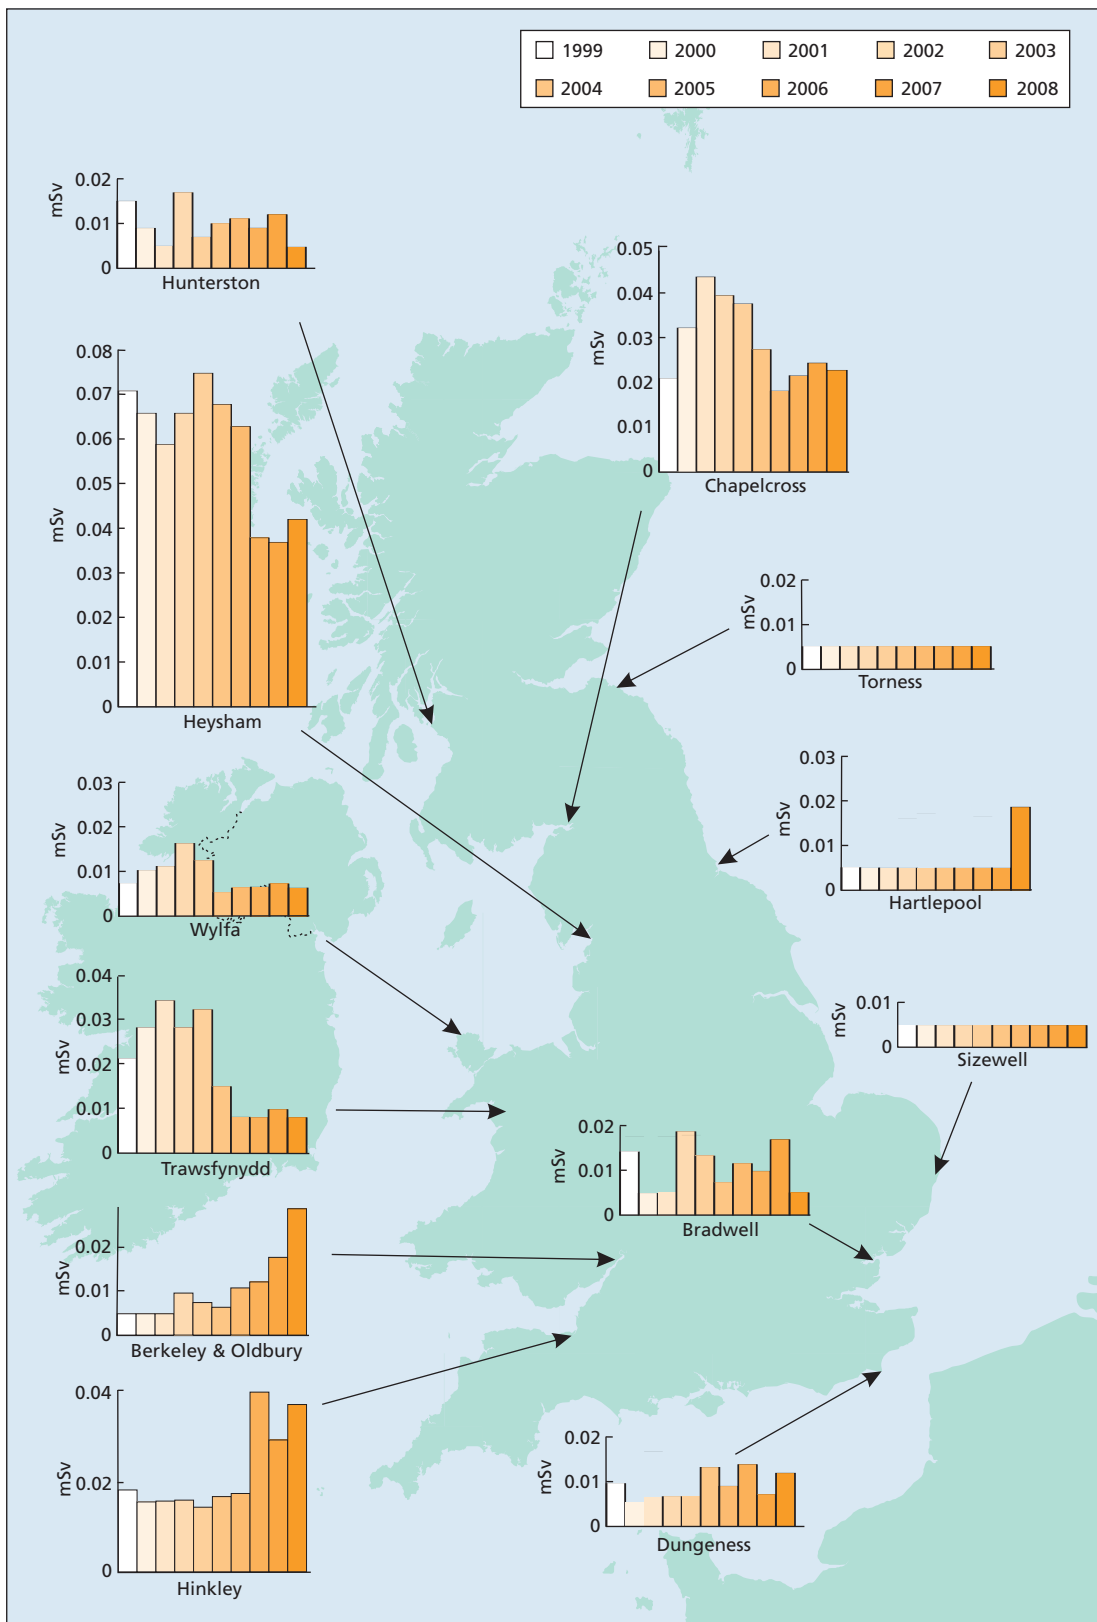 1999 2000 2001 2002 2003
2004 2005 2006 2007 2008
0.02
0.01
0
mSv
Hunterston
0.05
0.04
0.03
0.02
0.01
0
mSv
Chapelcross
0.08
0.07
0.06
0.05
0.04
0.03
0.02
0.01
0
mSv
Heysham
0.02
0.01
0
mSv
Torness
0.03
0.02
0.01
0
mSv
Wylfa
0.03
0.02
0.01
0
mSv
Hartlepool
0.04
0.03
0.02
0.01
0
mSv
Trawsfynydd
0.01
0
mSv
Sizewell
0.02
0.01
0
mSv
Bradwell
0.02
0.01
0
mSv
Berkeley & Oldbury
0.04
0.02
0
mSv
Hinkley
0.02
0.01
0
mSv
Dungeness